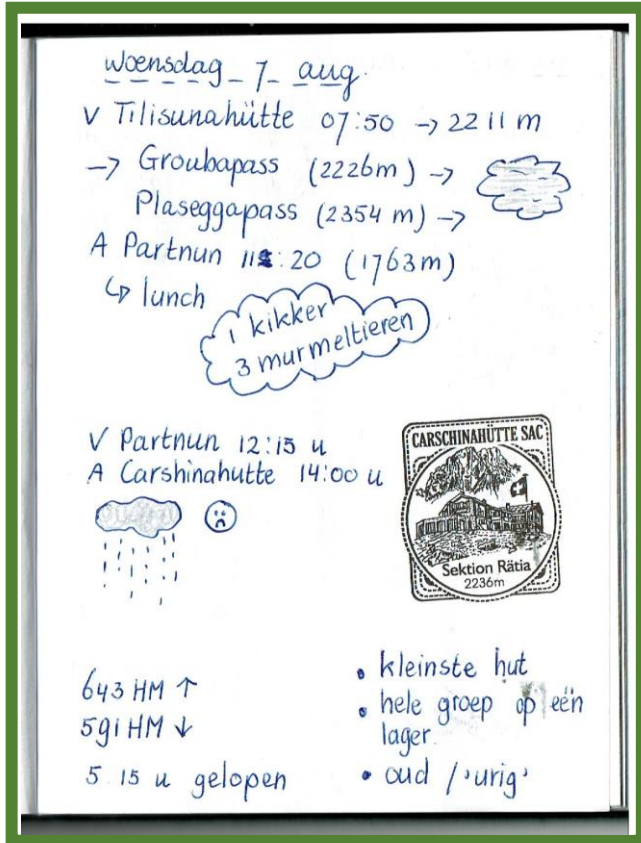 Woensdag 7 aug.
V Tilisunahütte 07:50 → 2211 m
→ Groubapass (2226m) →
Plaseggapass (2354 m) →
A Partnun 11:20 (1763m)
↳ lunch
1 kikker
3 murmeltieren
V Partnun 12:15 u
A Carshinahutte 14:00 u
CARSCHINAHÜTTE SAC
Sektion Rätia
2236m
643 HM ↑
591 HM ↓
5.15 u gelopen
• kleinste hut
• hele groep op eën
lager.
• oud / 'urig'